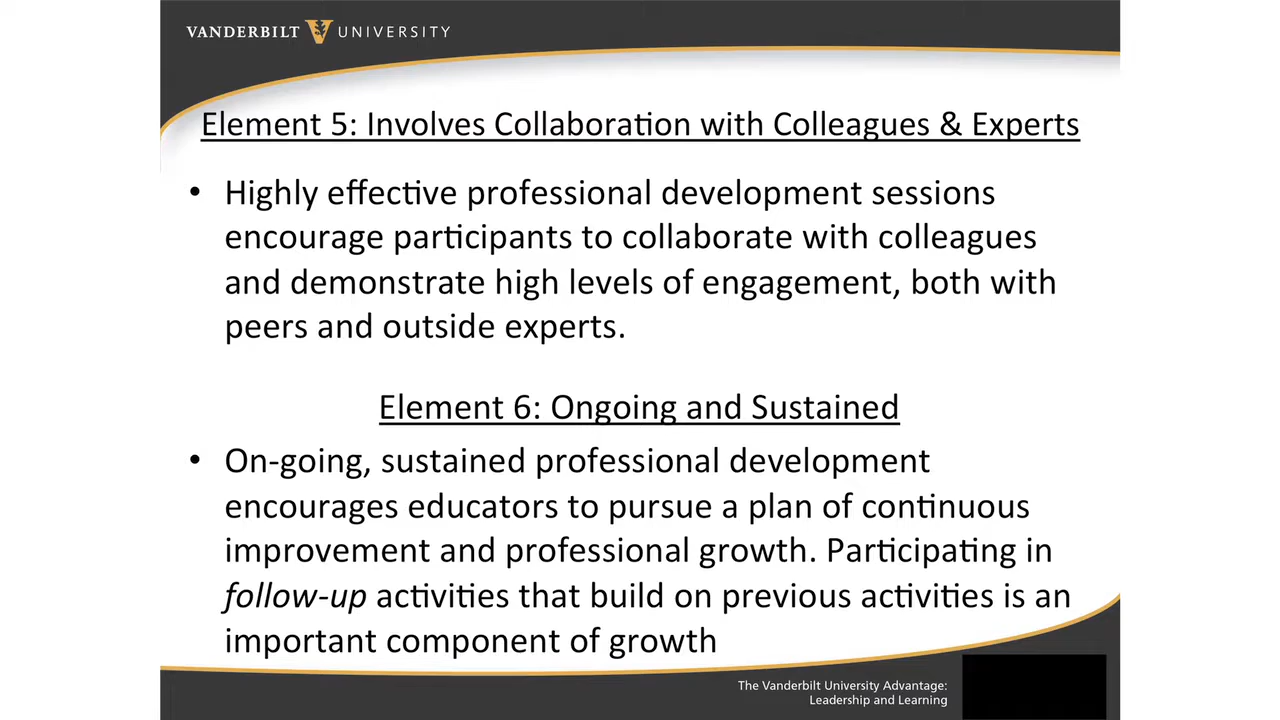 VANDERBILT UNIVERSITY
Element 5: Involves Collaboration with Colleagues & Experts
• Highly effective professional development sessions
encourage participants to collaborate with colleagues
and demonstrate high levels of engagement, both with
peers and outside experts.
Element 6: Ongoing and Sustained
• On-going, sustained professional development
encourages educators to pursue a plan of continuous
improvement and professional growth. Participating in
follow-up activities that build on previous activities is an
important component of growth
The Vanderbilt University Advantage:
Leadership and Learning